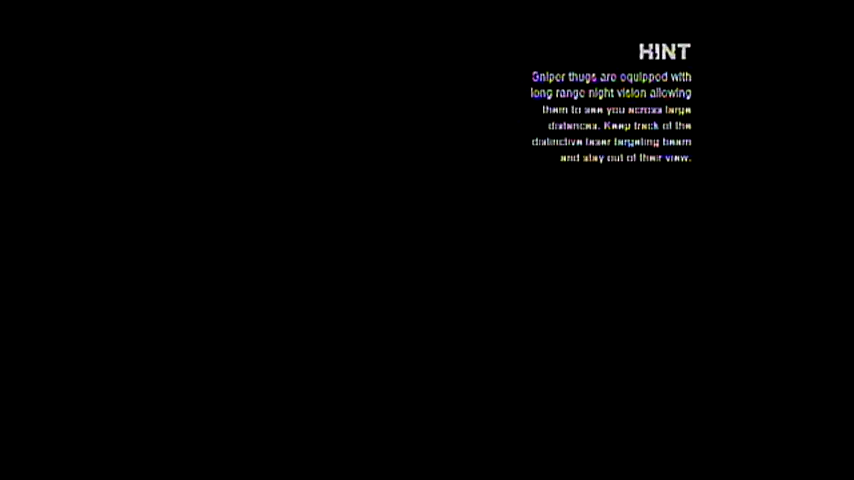 HINT
Sniper thugs are equipped with
long range night vision allowing
them to see you across large
distances. Keep track of the
distinctive laser targeting beam
and stay out of their view.